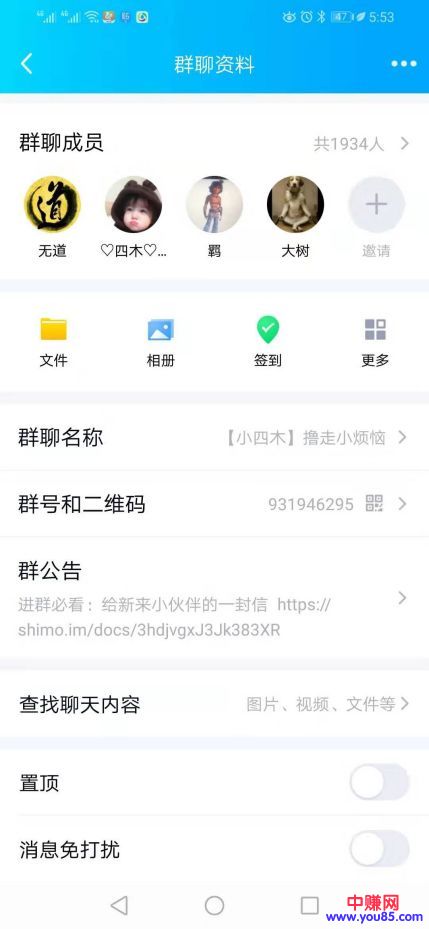 4G 4G 47 5:53
群聊资料
群聊成员 共1934人
道
无道 ♡四木♡... 羁 大树 邀请
文件 相册 签到 更多
群聊名称 【小四木】撸走小烦恼
群号和二维码 931946295
群公告
进群必看：给新来小伙伴的一封信 https://
shimo.im/docs/3hdjvgxJ3Jk383XR
查找聊天内容 图片、视频、文件等
置顶
消息免打扰
中赚网
www.you85.com